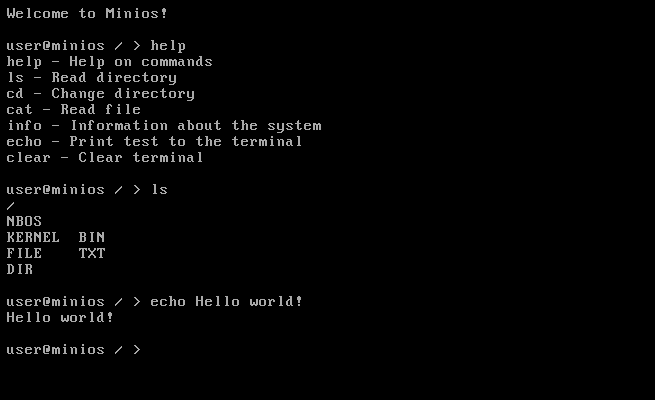 Welcome to Minios!
user@minios / > help
help - Help on commands
ls - Read directory
cd - Change directory
cat - Read file
info - Information about the system
echo - Print test to the terminal
clear - Clear terminal
user@minios / > ls
/
NBOS
KERNEL  BIN
FILE    TXT
DIR
user@minios / > echo Hello world!
Hello world!
user@minios / >